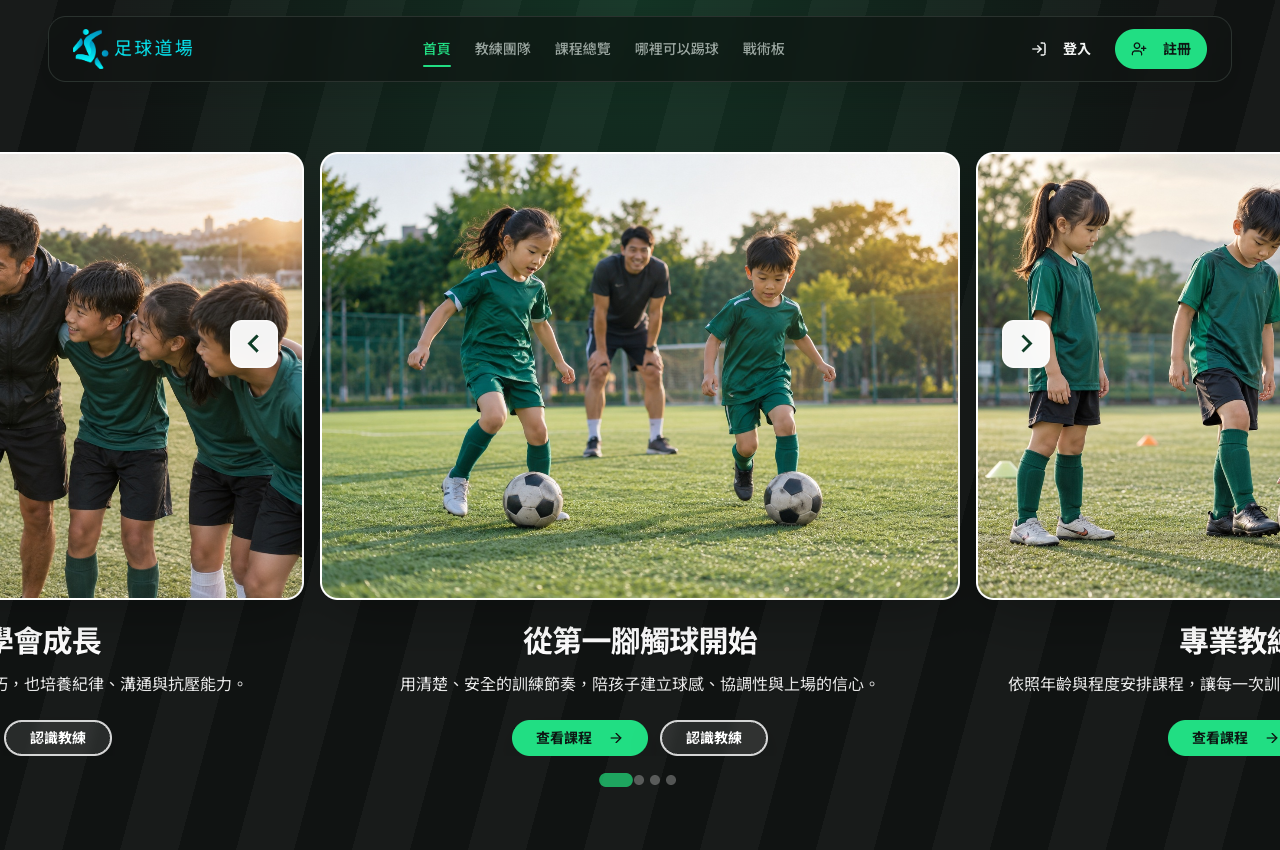 足球道場
首頁
教練團隊
課程總覽
哪裡可以踢球
戰術板
登入
註冊
學會成長
從第一腳觸球開始
專業教練
巧，也培養紀律、溝通與抗壓能力。
用清楚、安全的訓練節奏，陪孩子建立球感、協調性與上場的信心。
依照年齡與程度安排課程，讓每一次訓
認識教練
查看課程
認識教練
查看課程